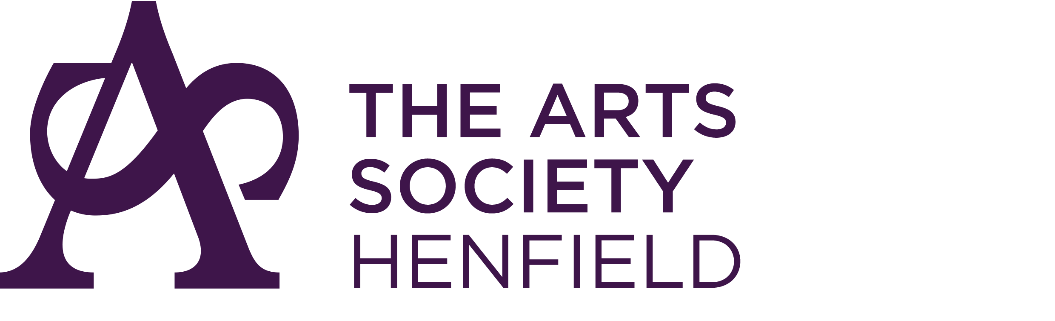 THE ARTS
SOCIETY
HENFIELD